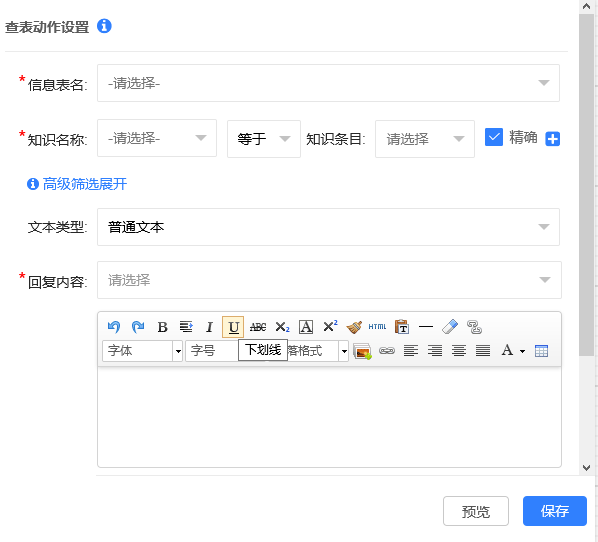 查表动作设置
*信息表名: -请选择-
*知识名称: -请选择- 等于 知识条目: 请选择 精确
高级筛选展开
文本类型: 普通文本
*回复内容: 请选择
B I U ABC X₂ A X² HTML T
字体 字号 落格式 A
下划线
预览 保存